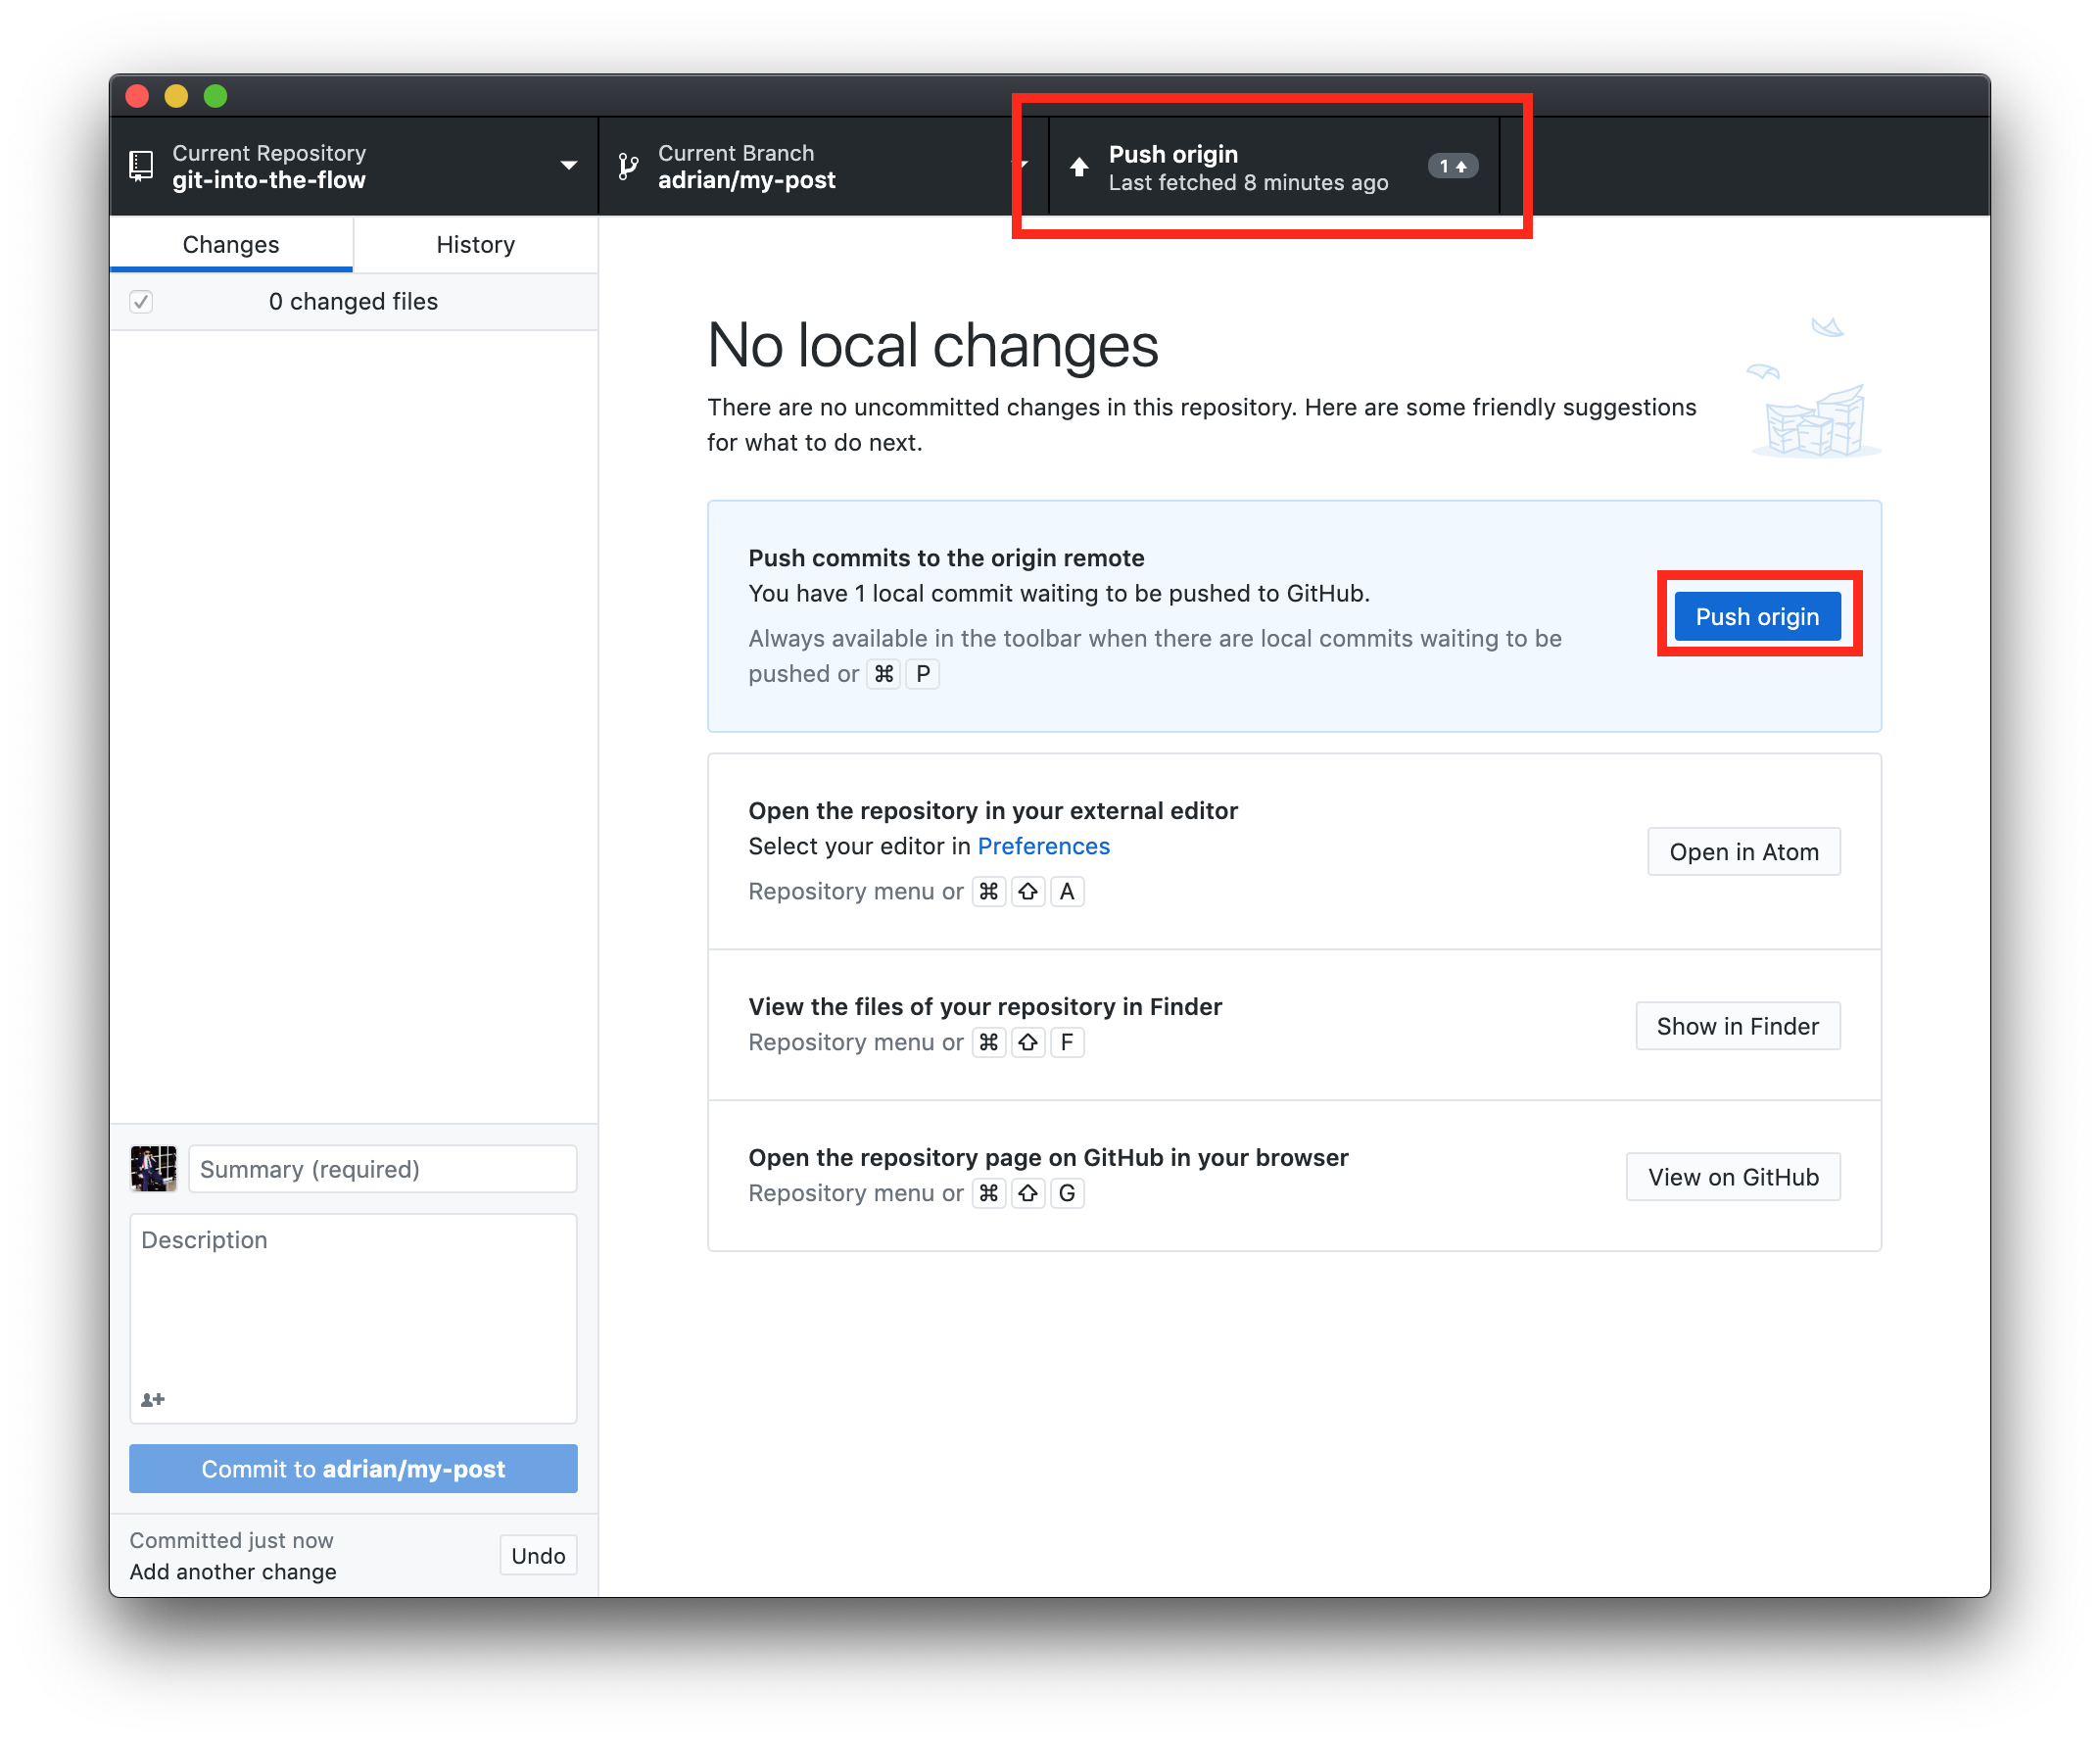 Current Repository
git-into-the-flow
Current Branch
adrian/my-post
Push origin
Last fetched 8 minutes ago
1
Changes
History
0 changed files
No local changes
There are no uncommitted changes in this repository. Here are some friendly suggestions
for what to do next.
Push commits to the origin remote
You have 1 local commit waiting to be pushed to GitHub.
Always available in the toolbar when there are local commits waiting to be
pushed or ⌘ P
Push origin
Open the repository in your external editor
Select your editor in Preferences
Repository menu or ⌘ ⇧ A
Open in Atom
View the files of your repository in Finder
Repository menu or ⌘ ⇧ F
Show in Finder
Open the repository page on GitHub in your browser
Repository menu or ⌘ ⇧ G
View on GitHub
Summary (required)
Description
Commit to adrian/my-post
Committed just now
Add another change
Undo